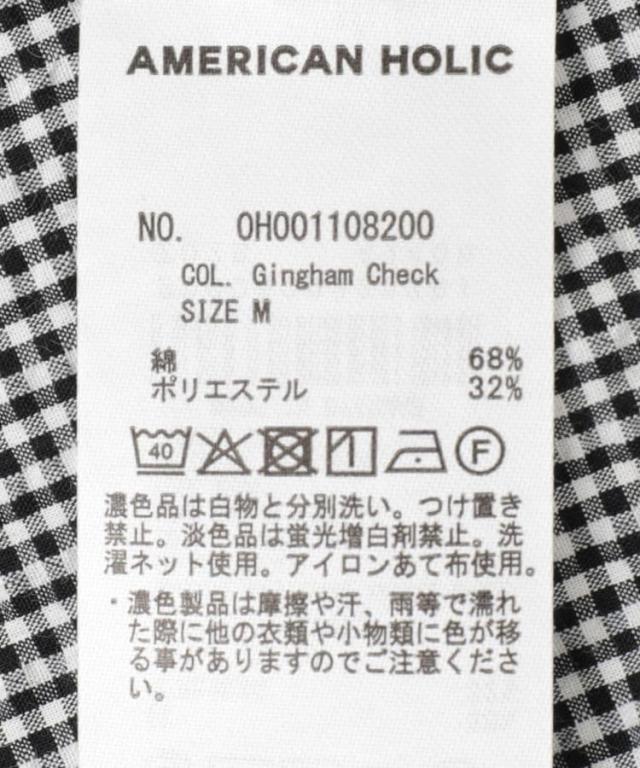 AMERICAN HOLIC
NO. OH001108200
COL. Gingham Check
SIZE M
綿 68%
ポリエステル 32%
40 F
濃色品は白物と分別洗い。つけ置き
禁止。淡色品は蛍光増白剤禁止。洗
濯ネット使用。アイロンあて布使用。
・濃色製品は摩擦や汗、雨等で濡れ
た際に他の衣類や小物類に色が移
る事がありますのでご注意くださ
い。